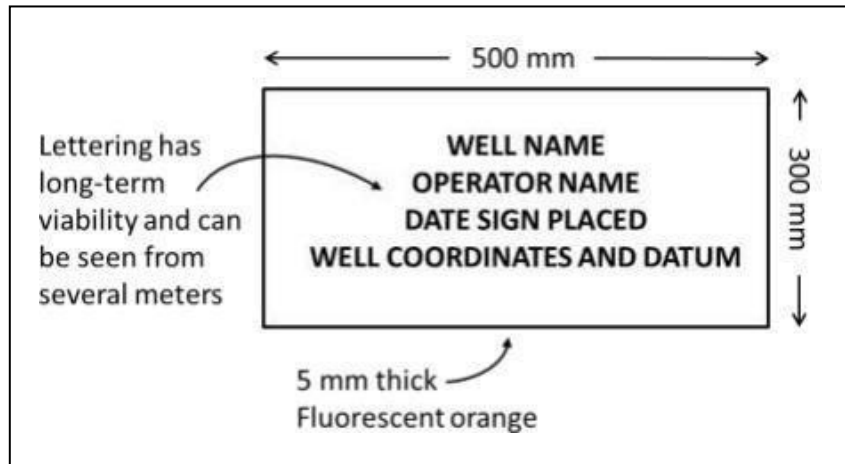 500 mm
Lettering has
long-term
viability and can
be seen from
several meters
WELL NAME
OPERATOR NAME
DATE SIGN PLACED
WELL COORDINATES AND DATUM
300 mm
5 mm thick
Fluorescent orange